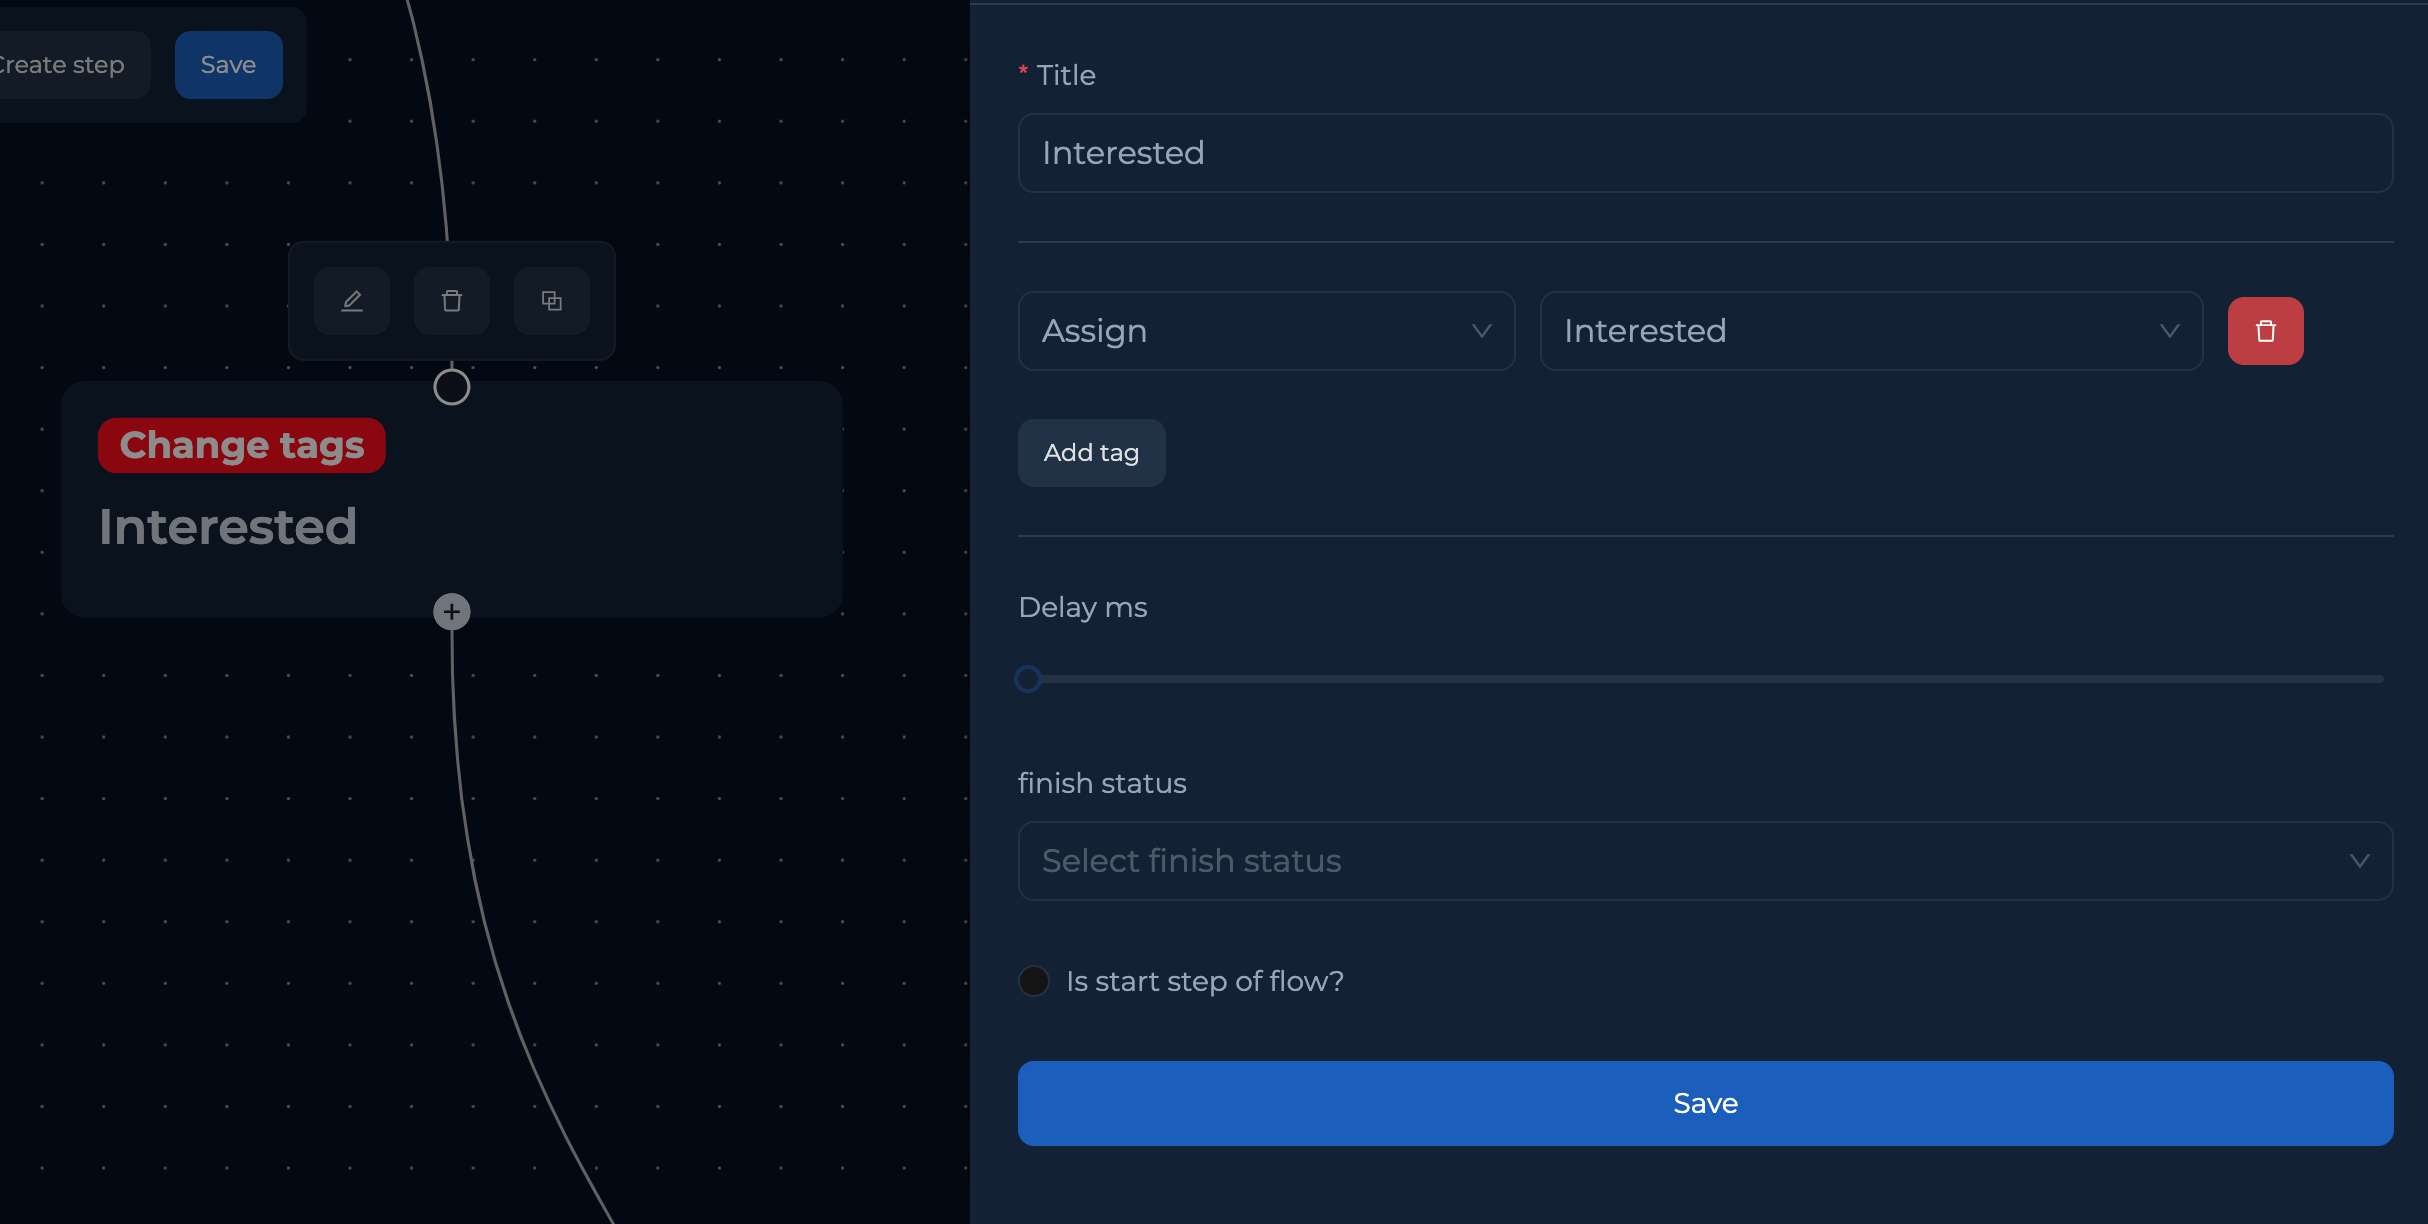 Create step
Save
Change tags
Interested
* Title
Interested
Assign
Interested
Add tag
Delay ms
finish status
Select finish status
Is start step of flow?
Save